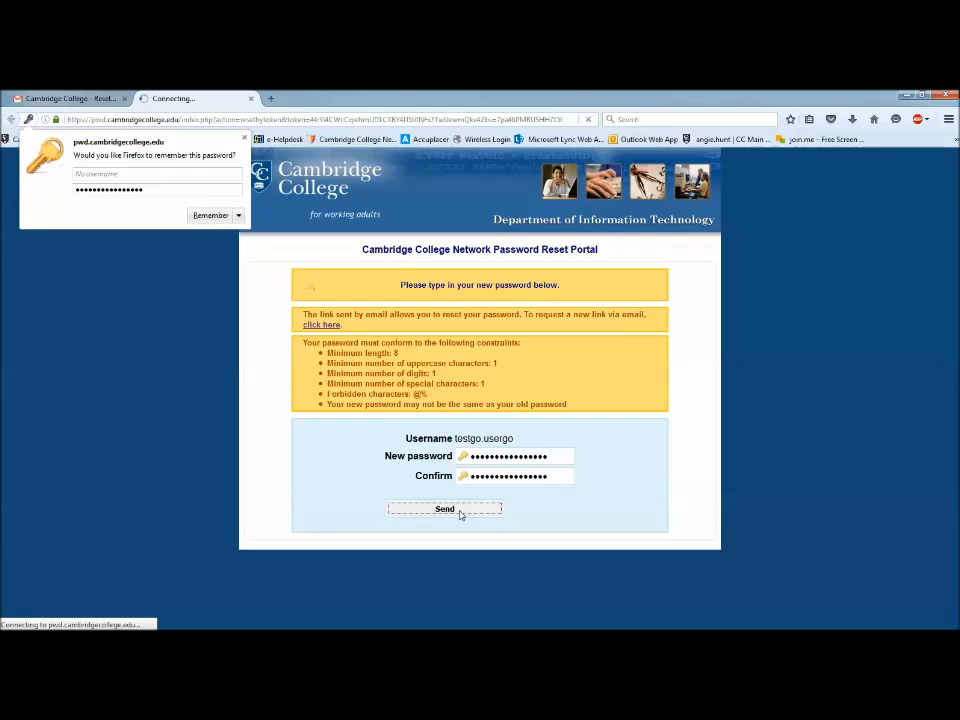 Cambridge College - Reset...
Connecting...
Search
pwd.cambridgecollege.edu
Would you like Firefox to remember this password?
No username
••••••••••••••••
Remember
e-Helpdesk
Cambridge College Ne...
Accuplacer
Wireless Login
Microsoft Lync Web A...
Outlook Web App
angie.hunt | CC Main ...
join.me – Free Screen ...
Cambridge
College
for working adults
Department of Information Technology
Cambridge College Network Password Reset Portal
Please type in your new password below.
The link sent by email allows you to reset your password. To request a new link via email,
click here.
Your password must conform to the following constraints:
• Minimum length: 8
• Minimum number of uppercase characters: 1
• Minimum number of digits: 1
• Minimum number of special characters: 1
• Forbidden characters: @%
• Your new password may not be the same as your old password
Username testgo.usergo
New password ••••••••••••••••
Confirm ••••••••••••••••
Send
Connecting to pwd.cambridgecollege.edu...